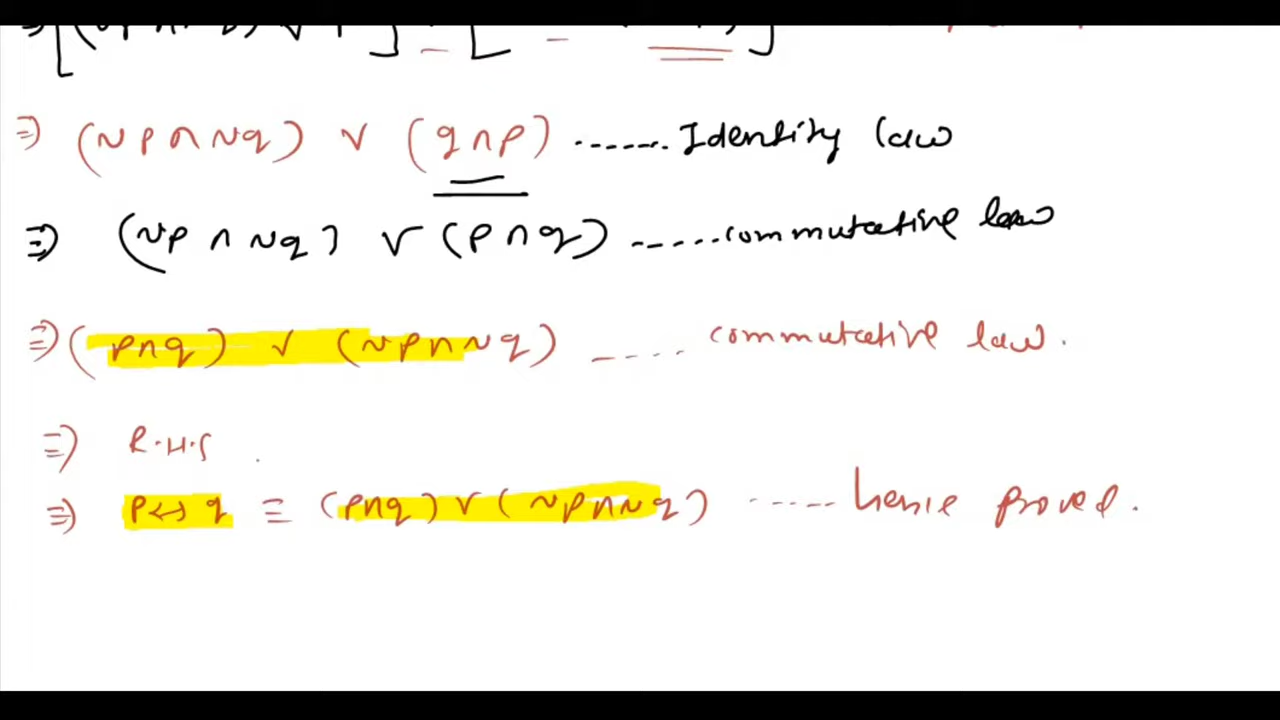 ⇒ (~p ∧ ~q) ∨ (q ∧ p) ....... Identity law
⇒ (~p ∧ ~q) ∨ (p ∧ q) ...... commutative law
⇒ (p ∧ q) ∨ (~p ∧ ~q) ..... commutative law.
⇒ R.H.S
⇒ p ↔ q ≡ (p ∧ q) ∨ (~p ∧ ~q) ...... hence proved.